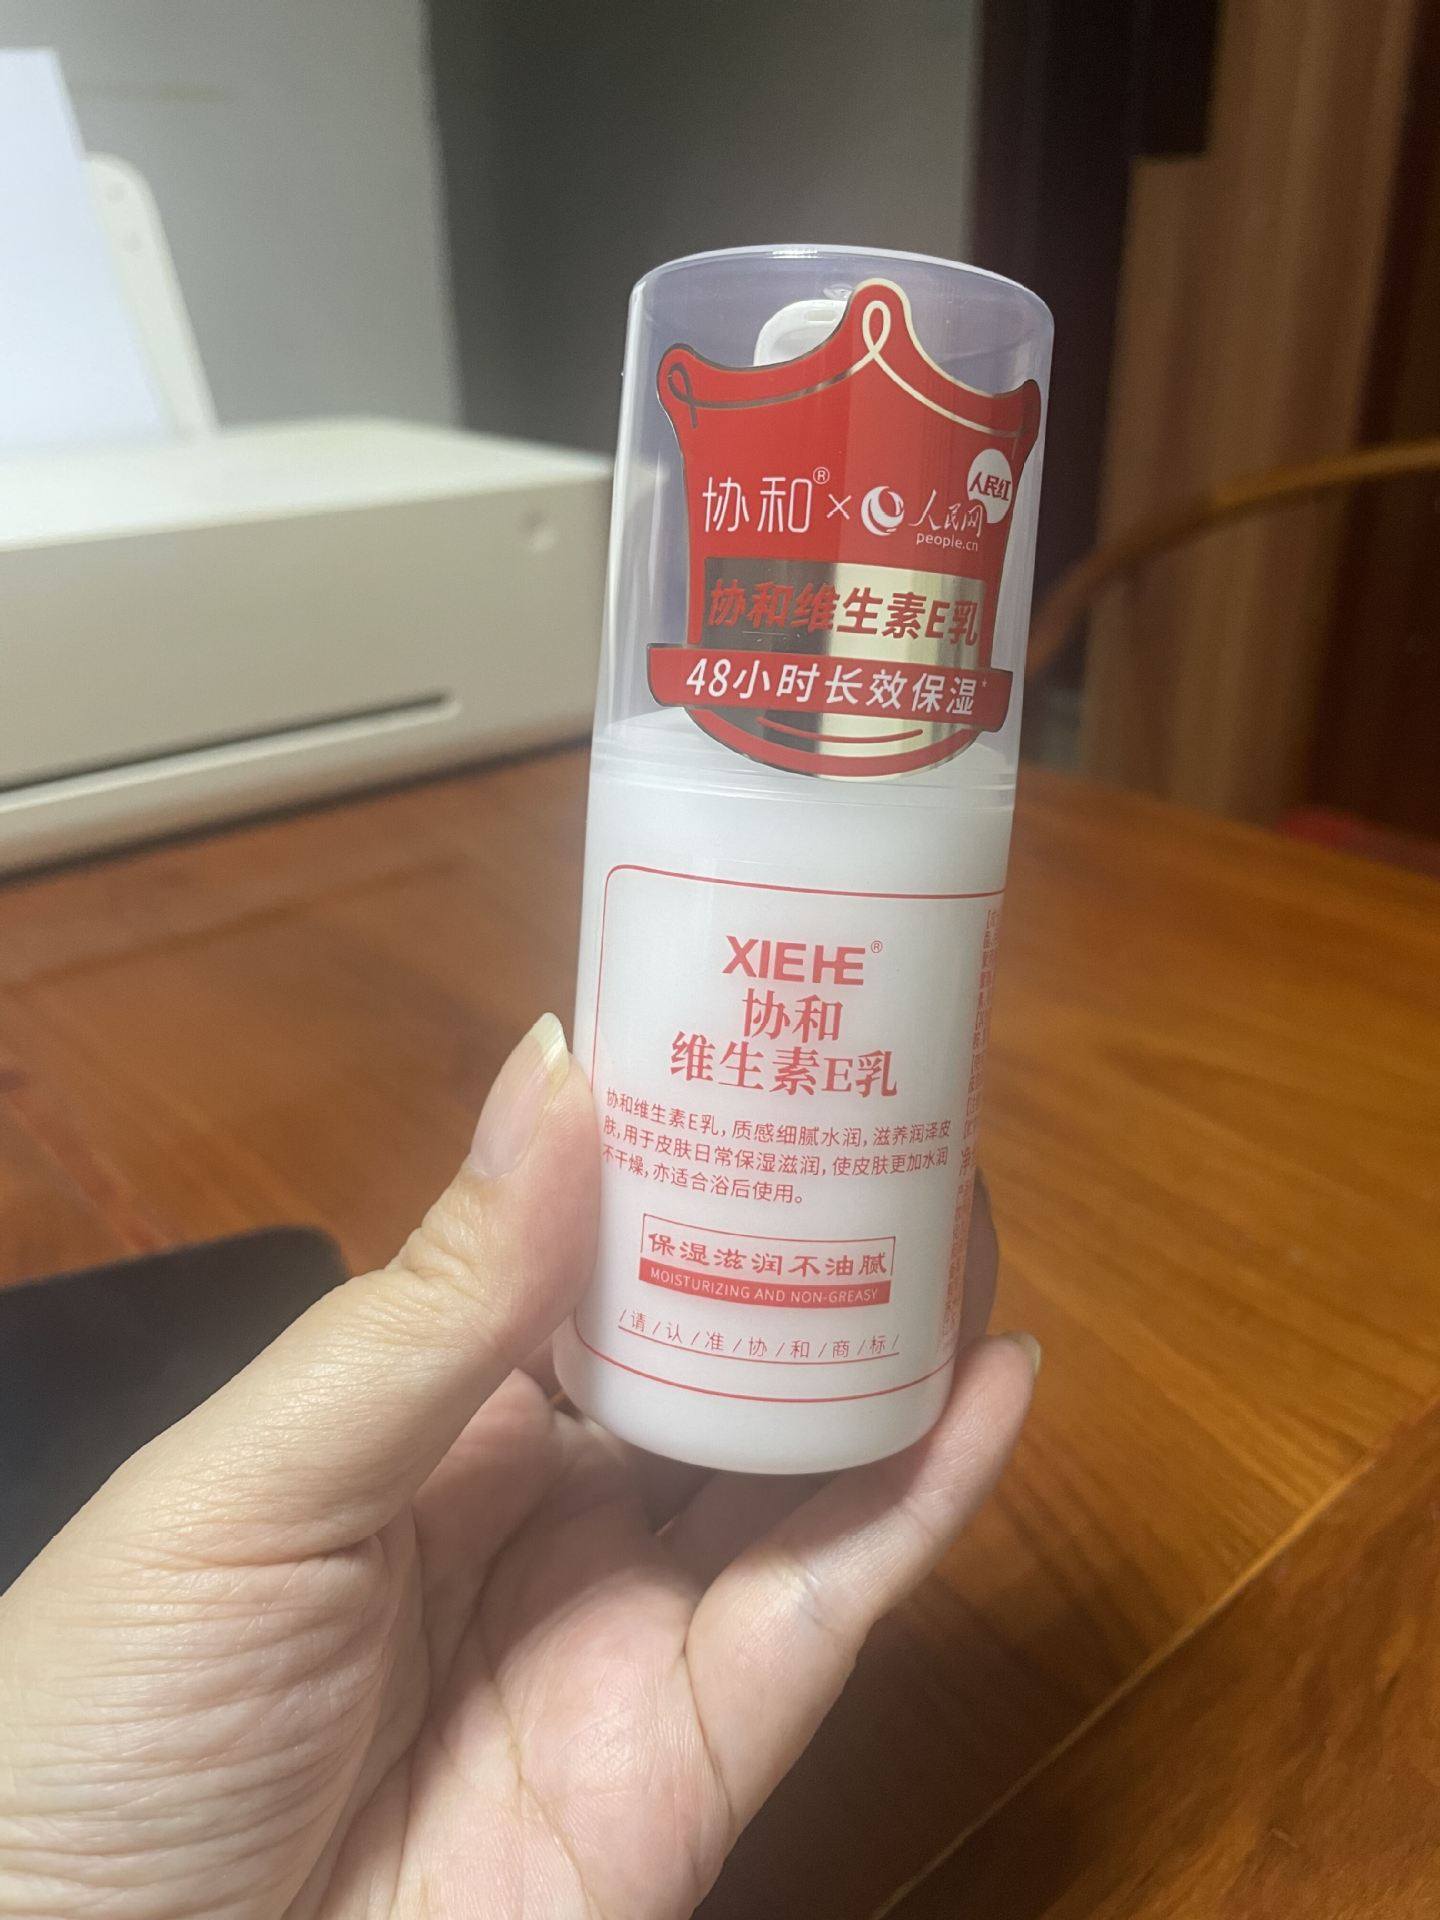 协和® × 人民网 人民红
people.cn
协和维生素E乳
48小时长效保湿*
XIEHE®
协和
维生素E乳
协和维生素E乳,质感细腻水润,滋养润泽皮
肤,用于皮肤日常保湿滋润,使皮肤更加水润
不干燥,亦适合浴后使用。
保湿滋润不油腻
MOISTURIZING AND NON-GREASY
/请/认/准/协/和/商/标/